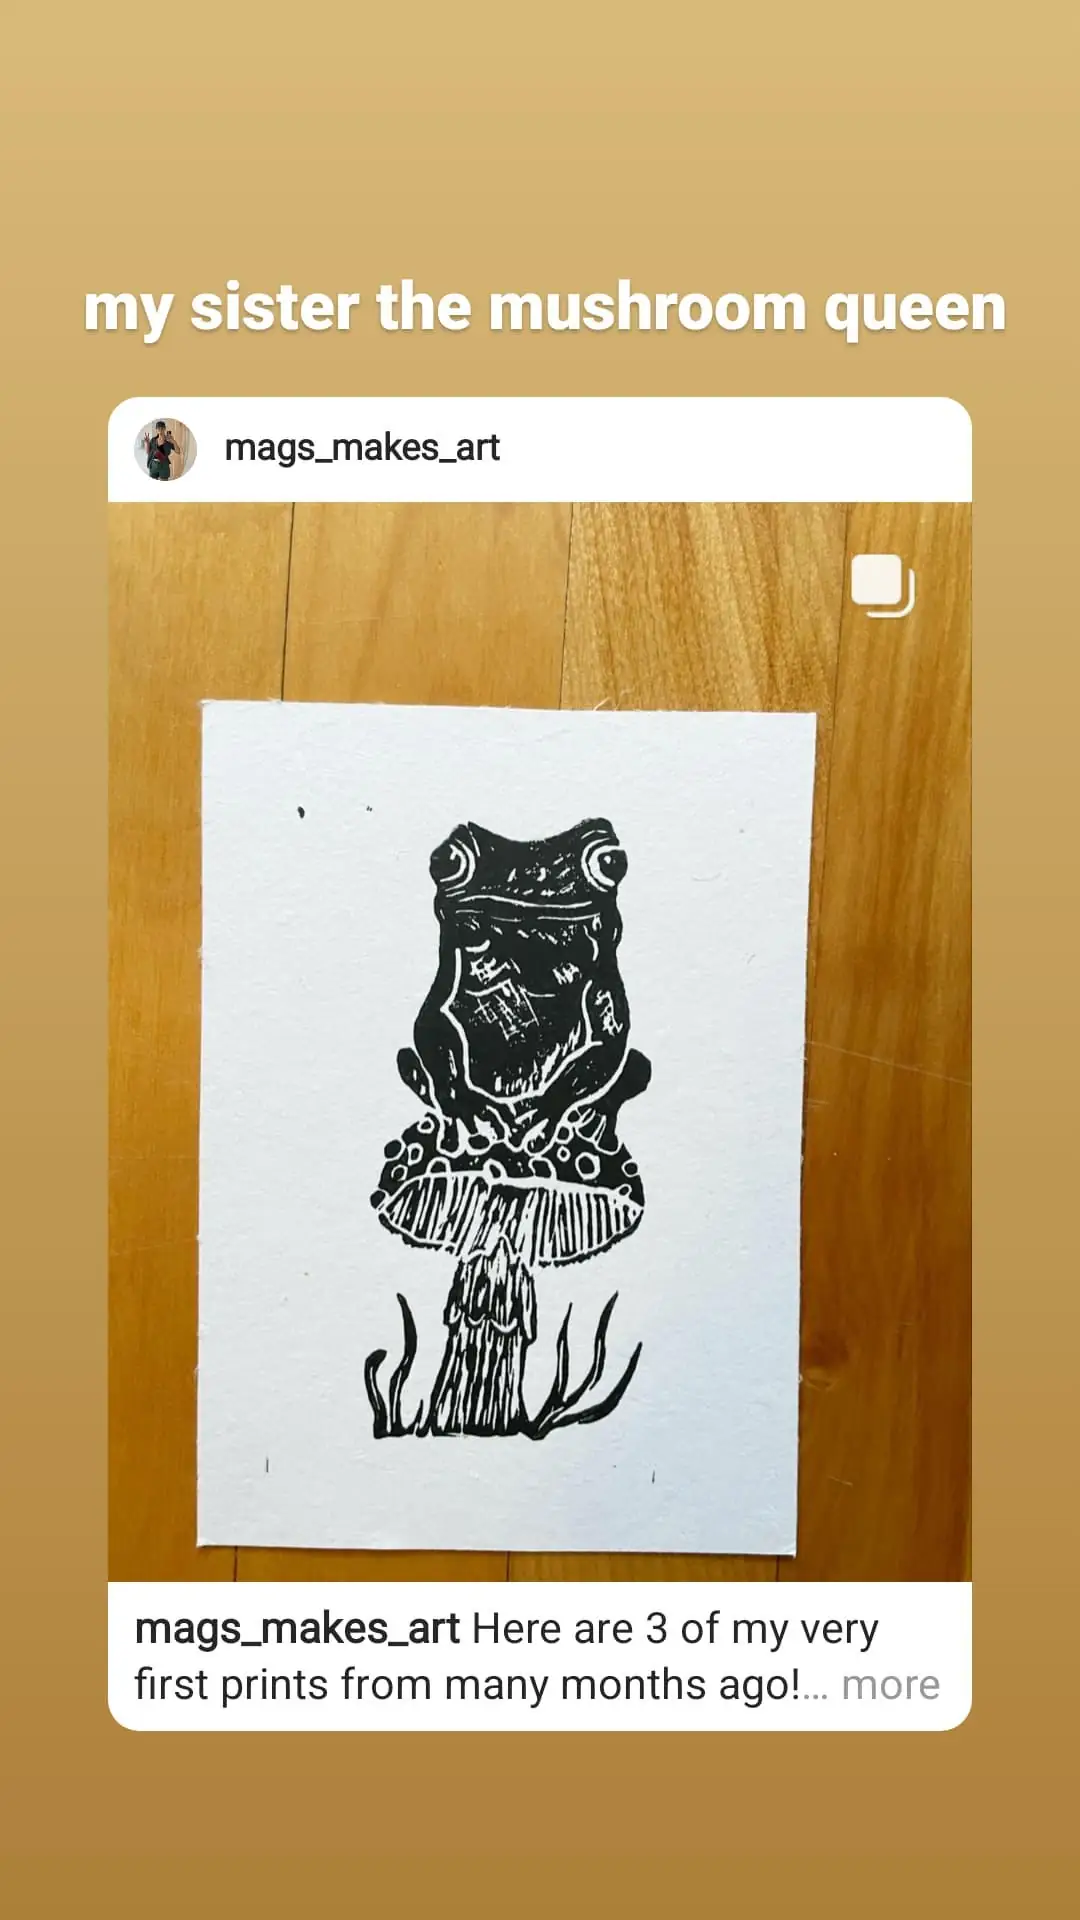 my sister the mushroom queen
mags_makes_art
mags_makes_art Here are 3 of my very
first prints from many months ago!... more